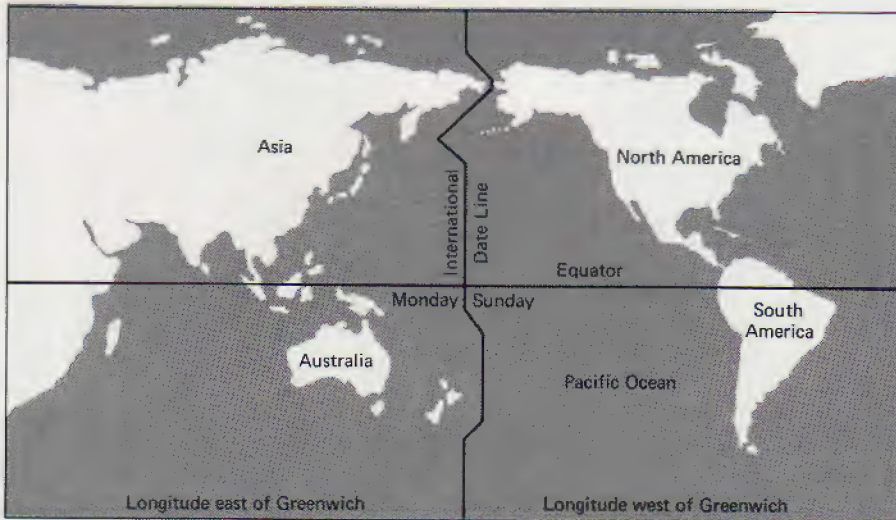 Asia
North America
International
Date Line
Equator
Monday
Sunday
South
America
Australia
Pacific Ocean
Longitude east of Greenwich
Longitude west of Greenwich